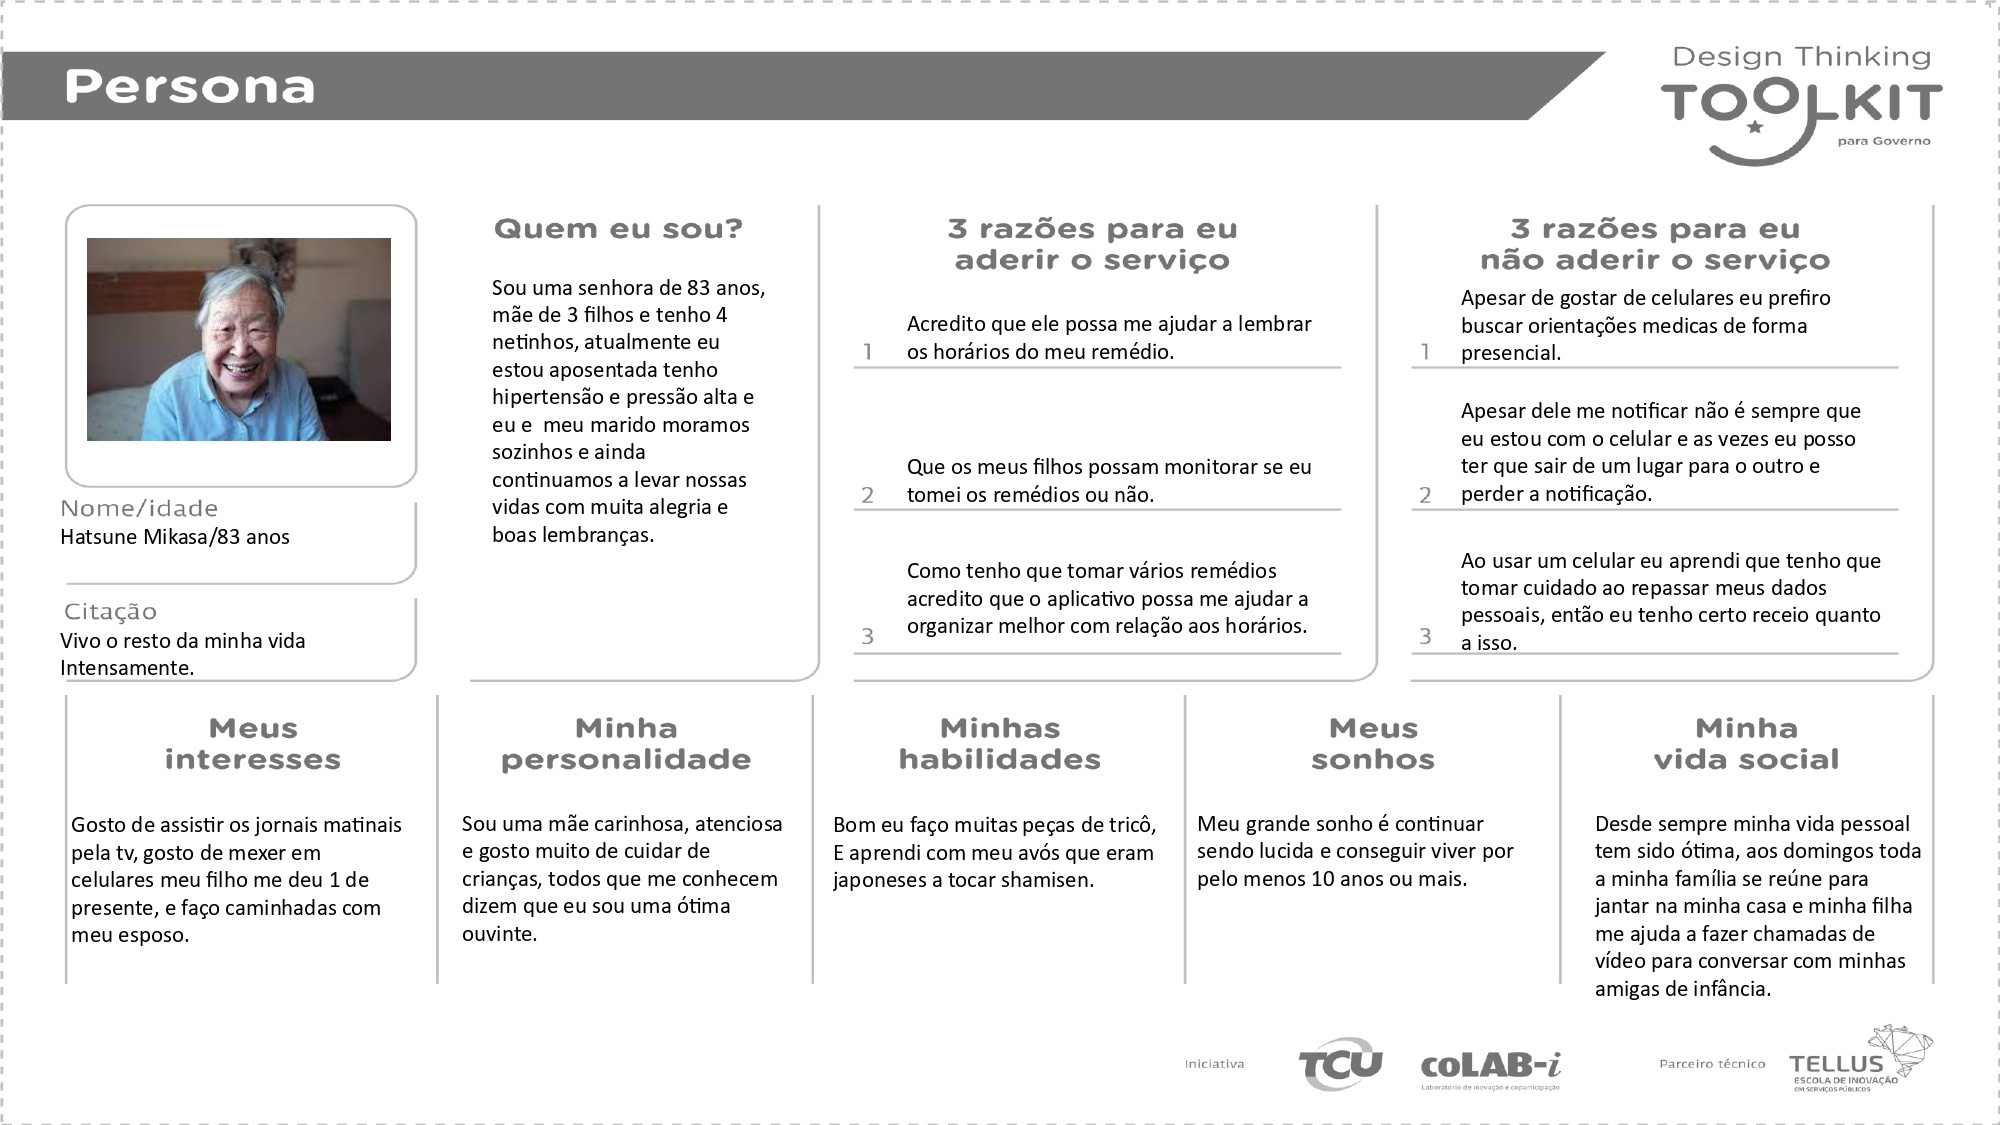 Persona
Design Thinking
TOOLKIT
para Governo
Nome/idade
Hatsune Mikasa/83 anos
Citação
Vivo o resto da minha vida
Intensamente.
Quem eu sou?
Sou uma senhora de 83 anos,
mãe de 3 filhos e tenho 4
netinhos, atualmente eu
estou aposentada tenho
hipertensão e pressão alta e
eu e  meu marido moramos
sozinhos e ainda
continuamos a levar nossas
vidas com muita alegria e
boas lembranças.
3 razões para eu
aderir o serviço
Acredito que ele possa me ajudar a lembrar
1 os horários do meu remédio.
Que os meus filhos possam monitorar se eu
2 tomei os remédios ou não.
Como tenho que tomar vários remédios
acredito que o aplicativo possa me ajudar a
3 organizar melhor com relação aos horários.
3 razões para eu
não aderir o serviço
Apesar de gostar de celulares eu prefiro
buscar orientações medicas de forma
1 presencial.
Apesar dele me notificar não é sempre que
eu estou com o celular e as vezes eu posso
ter que sair de um lugar para o outro e
2 perder a notificação.
Ao usar um celular eu aprendi que tenho que
tomar cuidado ao repassar meus dados
pessoais, então eu tenho certo receio quanto
3 a isso.
Meus
interesses
Gosto de assistir os jornais matinais
pela tv, gosto de mexer em
celulares meu filho me deu 1 de
presente, e faço caminhadas com
meu esposo.
Minha
personalidade
Sou uma mãe carinhosa, atenciosa
e gosto muito de cuidar de
crianças, todos que me conhecem
dizem que eu sou uma ótima
ouvinte.
Minhas
habilidades
Bom eu faço muitas peças de tricô,
E aprendi com meu avós que eram
japoneses a tocar shamisen.
Meus
sonhos
Meu grande sonho é continuar
sendo lucida e conseguir viver por
pelo menos 10 anos ou mais.
Minha
vida social
Desde sempre minha vida pessoal
tem sido ótima, aos domingos toda
a minha família se reúne para
jantar na minha casa e minha filha
me ajuda a fazer chamadas de
vídeo para conversar com minhas
amigas de infância.
Iniciativa
TCU
coLAB-i
Laboratório de inovação e coparticipação
Parceiro técnico
TELLUS
ESCOLA DE INOVAÇÃO
EM SERVIÇOS PÚBLICOS